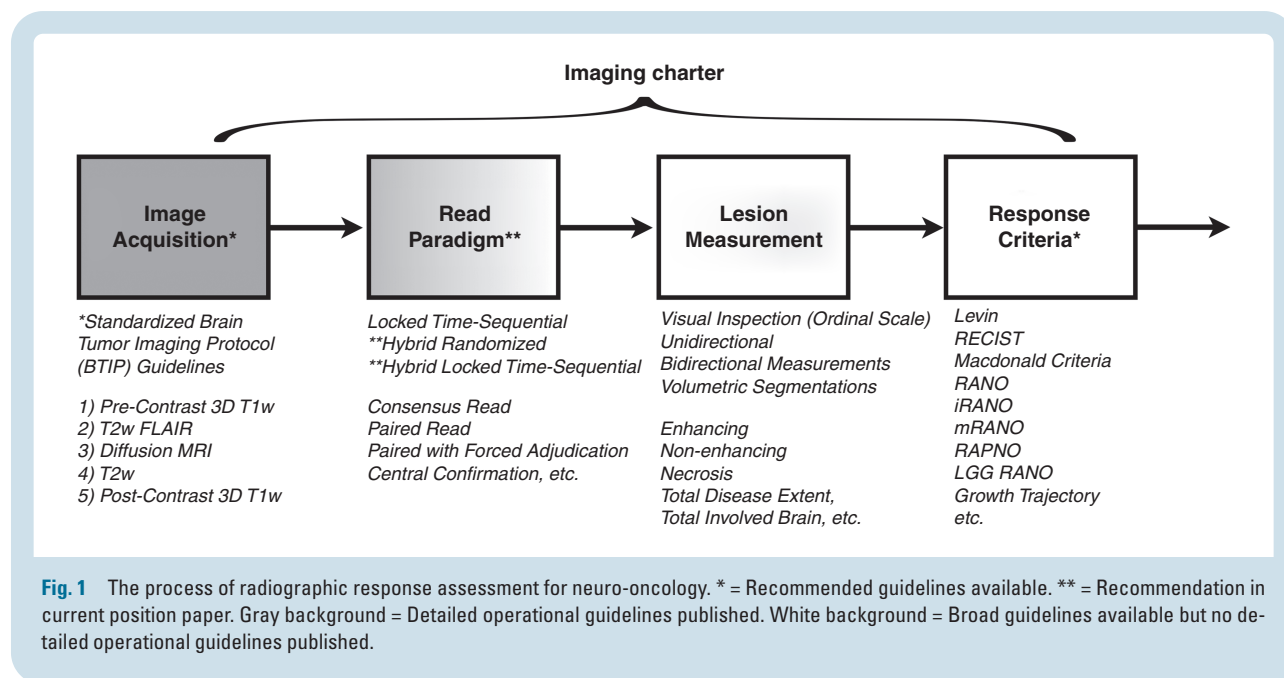 Imaging charter
Image
Acquisition*
Read
Paradigm**
Lesion
Measurement
Response
Criteria*
*Standardized Brain
Tumor Imaging Protocol
(BTIP) Guidelines
1) Pre-Contrast 3D T1w
2) T2w FLAIR
3) Diffusion MRI
4) T2w
5) Post-Contrast 3D T1w
Locked Time-Sequential
**Hybrid Randomized
**Hybrid Locked Time-Sequential
Consensus Read
Paired Read
Paired with Forced Adjudication
Central Confirmation, etc.
Visual Inspection (Ordinal Scale)
Unidirectional
Bidirectional Measurements
Volumetric Segmentations
Enhancing
Non-enhancing
Necrosis
Total Disease Extent,
Total Involved Brain, etc.
Levin
RECIST
Macdonald Criteria
RANO
iRANO
mRANO
RAPNO
LGG RANO
Growth Trajectory
etc.
Fig. 1 The process of radiographic response assessment for neuro-oncology. * = Recommended guidelines available. ** = Recommendation in
current position paper. Gray background = Detailed operational guidelines published. White background = Broad guidelines available but no de-
tailed operational guidelines published.